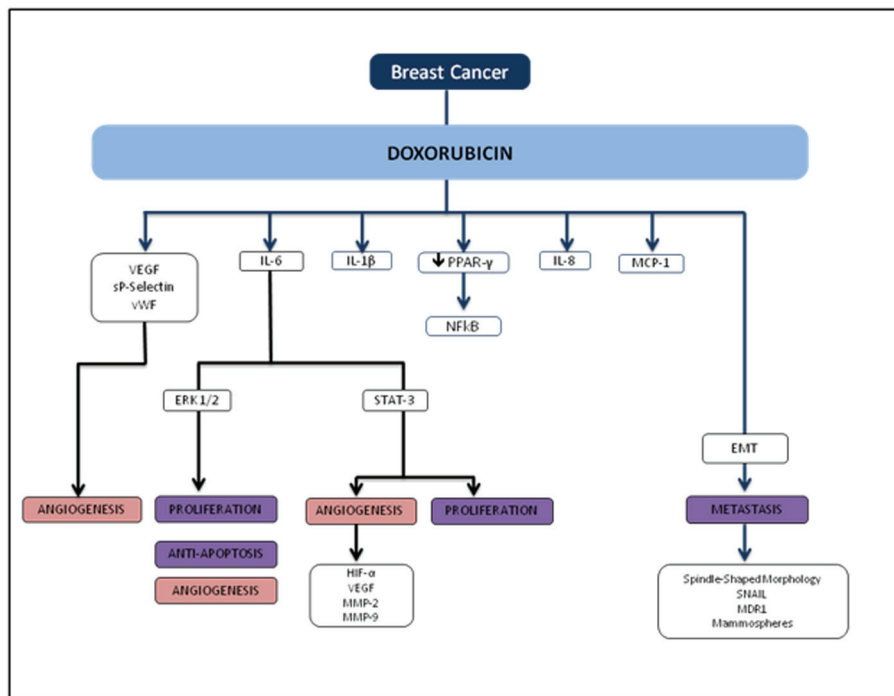 Breast Cancer
DOXORUBICIN
VEGF
sP-Selectin
vWF
IL-6
IL-1β
↓ PPAR-γ
IL-8
MCP-1
NFkB
ERK1/2
STAT-3
EMT
ANGIOGENESIS
PROLIFERATION
ANGIOGENESIS
PROLIFERATION
METASTASIS
ANTI-APOPTOSIS
ANGIOGENESIS
HIF-α
VEGF
MMP-2
MMP-9
Spindle-Shaped Morphology
SNAIL
MDR1
Mammospheres